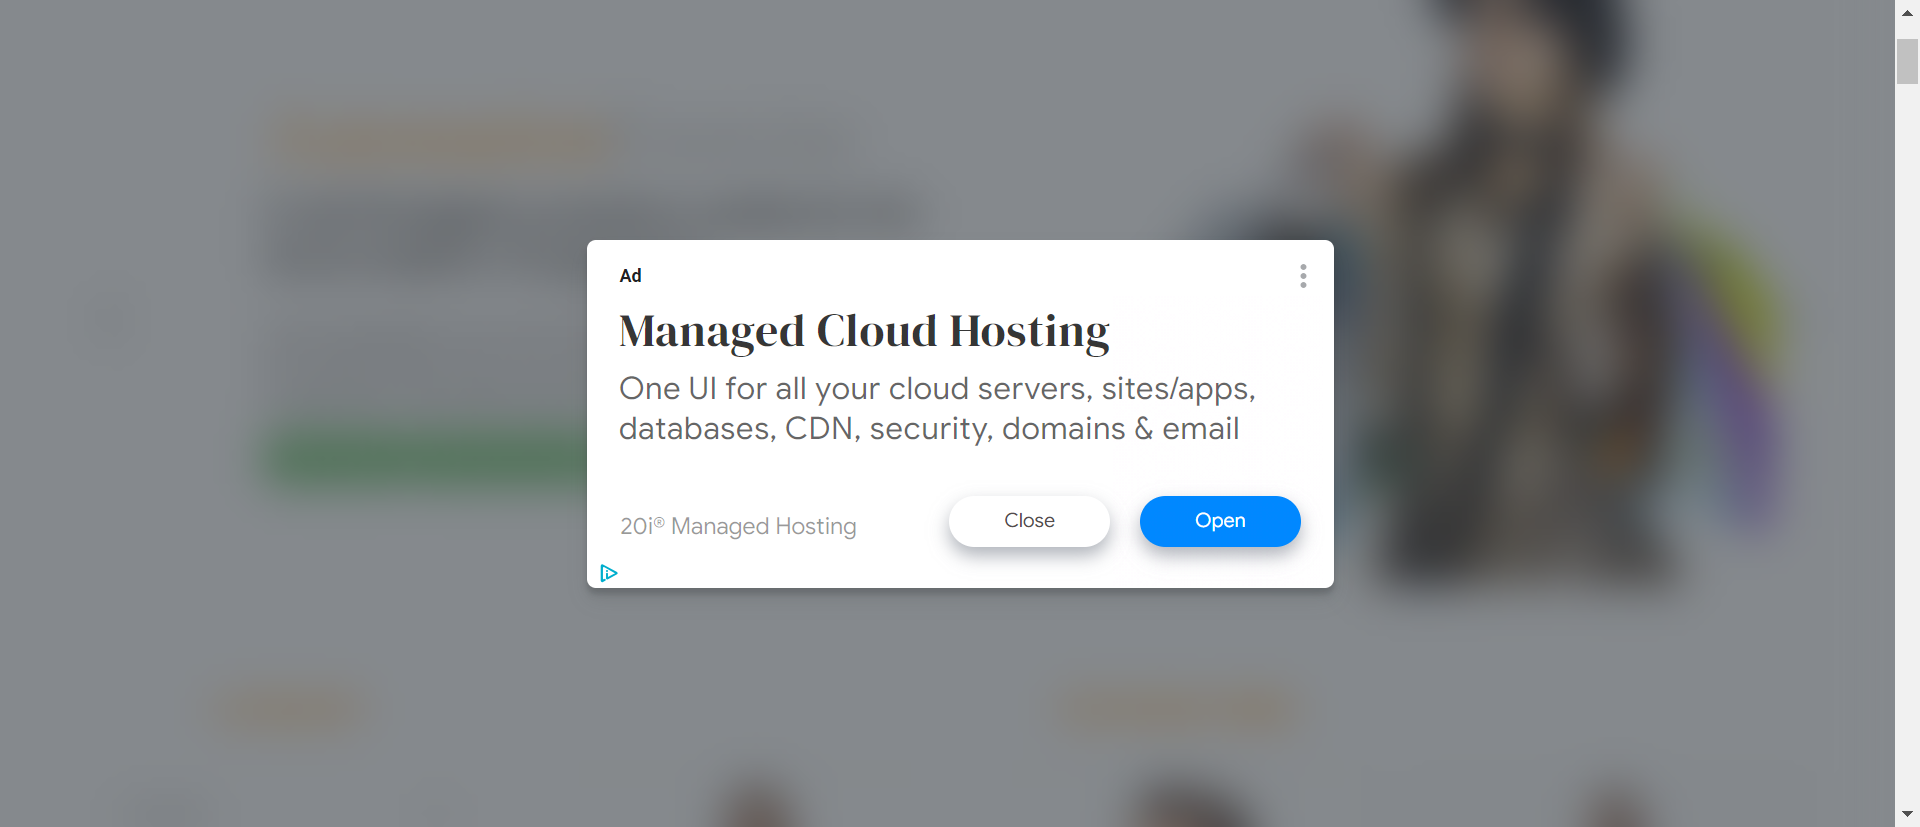 Ad
Managed Cloud Hosting
One UI for all your cloud servers, sites/apps,
databases, CDN, security, domains & email
20i® Managed Hosting
Close
Open